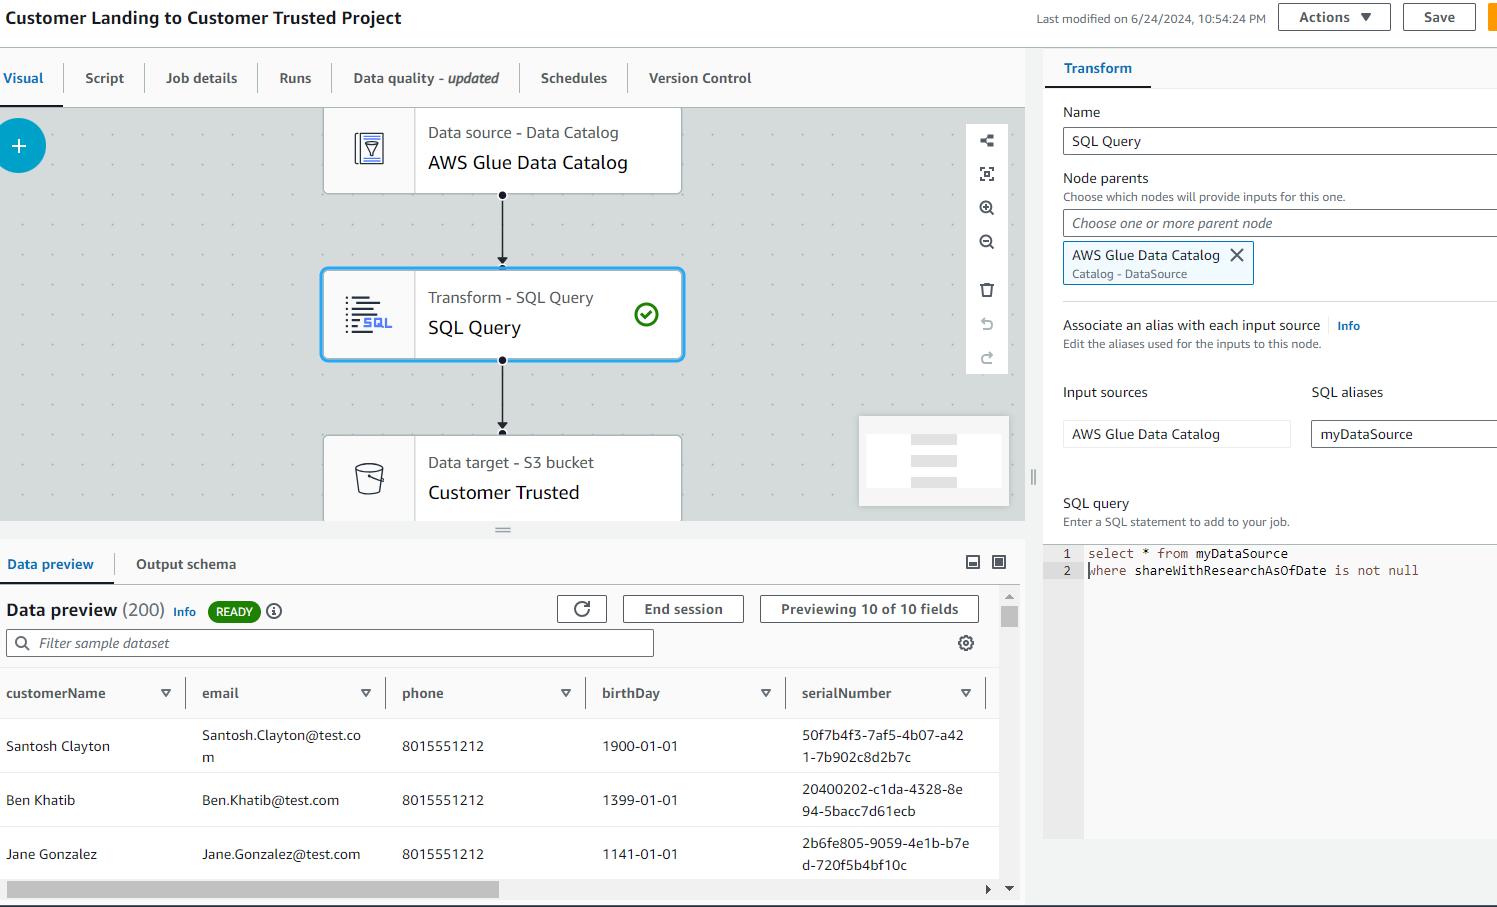 Customer Landing to Customer Trusted Project
Last modified on 6/24/2024, 10:54:24 PM
Actions
Save
Visual
Script
Job details
Runs
Data quality - updated
Schedules
Version Control
+
Data source - Data Catalog
AWS Glue Data Catalog
SQL
Transform - SQL Query
SQL Query
Data target - S3 bucket
Customer Trusted
Transform
Name
SQL Query
Node parents
Choose which nodes will provide inputs for this one.
Choose one or more parent node
AWS Glue Data Catalog
Catalog - DataSource
Associate an alias with each input source
Info
Edit the aliases used for the inputs to this node.
Input sources
SQL aliases
AWS Glue Data Catalog
myDataSource
SQL query
Enter a SQL statement to add to your job.
1 select * from myDataSource
2 where shareWithResearchAsOfDate is not null
Data preview
Output schema
Data preview (200)
Info
READY
End session
Previewing 10 of 10 fields
Filter sample dataset
customerName
email
phone
birthDay
serialNumber
Santosh Clayton
Santosh.Clayton@test.co
m
8015551212
1900-01-01
50f7b4f3-7af5-4b07-a42
1-7b902c8d2b7c
Ben Khatib
Ben.Khatib@test.com
8015551212
1399-01-01
20400202-c1da-4328-8e
94-5bacc7d61ecb
Jane Gonzalez
Jane.Gonzalez@test.com
8015551212
1141-01-01
2b6fe805-9059-4e1b-b7e
d-720f5b4bf10c